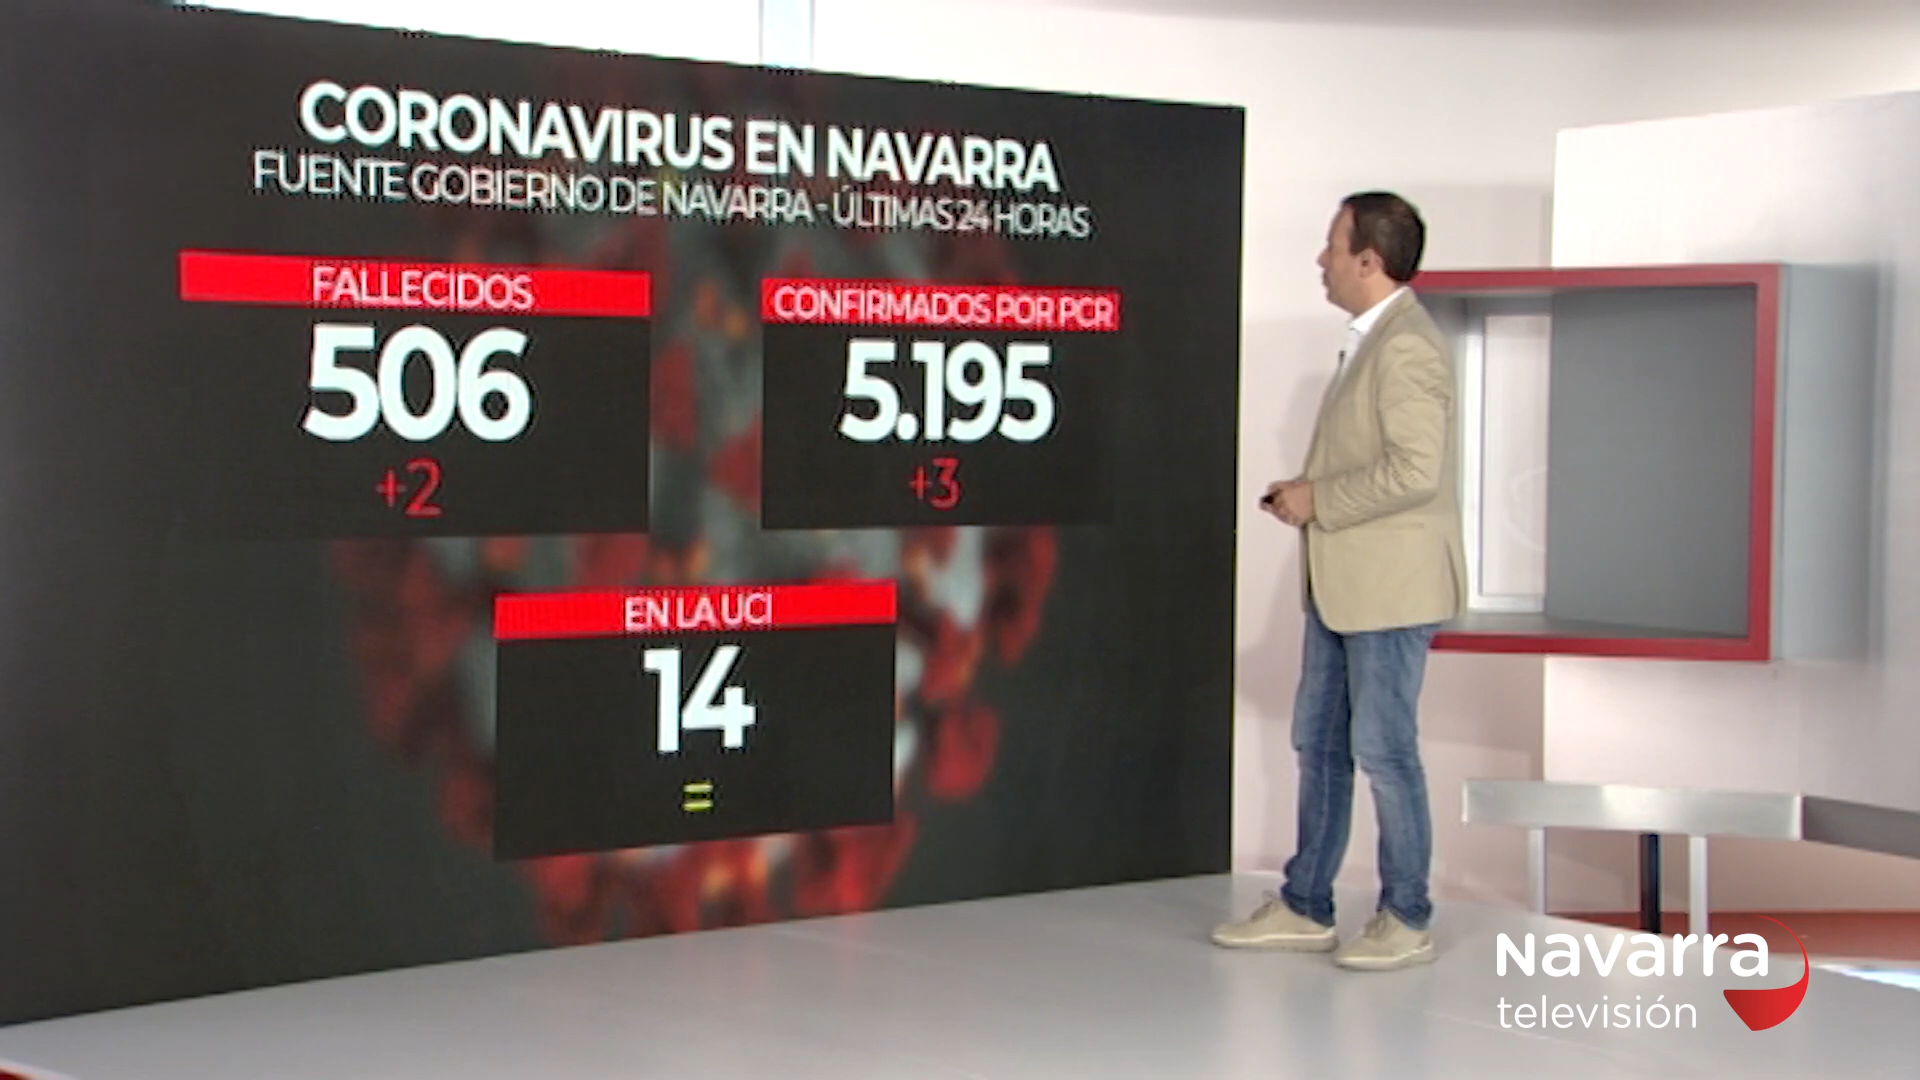 CORONAVIRUS EN NAVARRA
FUENTE GOBIERNO DE NAVARRA - ÚLTIMAS 24 HORAS
FALLECIDOS
506
+2
CONFIRMADOS POR PCR
5.195
+3
EN LA UCI
14
=
Navarra
televisión